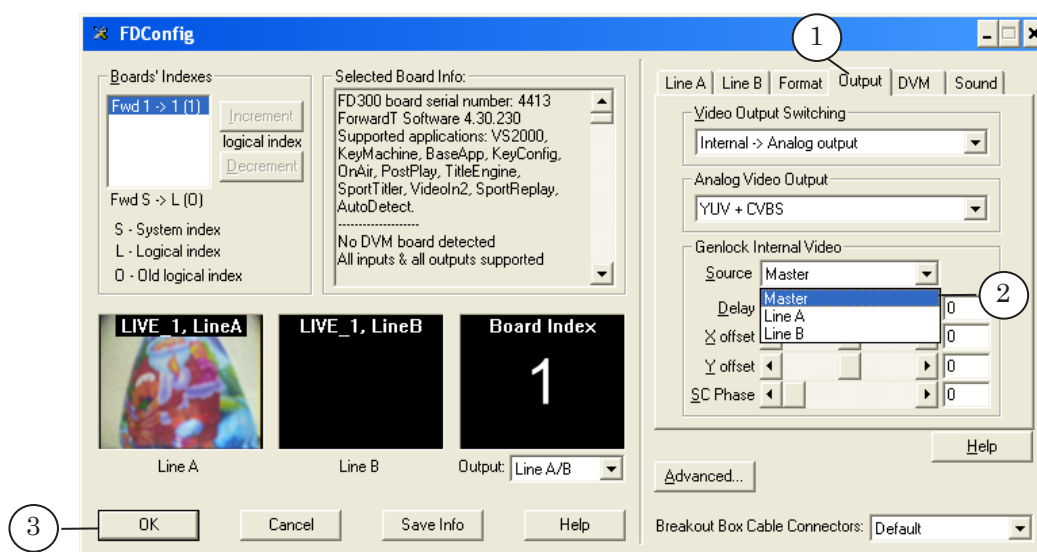 FDConfig
1
Boards' Indexes
Fwd 1 -> 1 (1)
Increment
logical index
Decrement
Fwd S -> L (O)
S - System index
L - Logical index
O - Old logical index
Selected Board Info:
FD300 board serial number: 4413
ForwardT Software 4.30.230
Supported applications: VS2000,
KeyMachine, BaseApp, KeyConfig,
OnAir, PostPlay, TitleEngine,
SportTitler, VideoIn2, SportReplay,
AutoDetect.
--------------------
No DVM board detected
All inputs & all outputs supported
Line A
Line B
Format
Output
DVM
Sound
Video Output Switching
Internal -> Analog output
Analog Video Output
YUV + CVBS
Genlock Internal Video
Source Master
Master
Line A
Line B
2
Delay 0
X offset 0
Y offset 0
SC Phase 0
LIVE_1, LineA
LIVE_1, LineB
Board Index
1
Line A
Line B
Output: Line A/B
Help
Advanced...
3
OK
Cancel
Save Info
Help
Breakout Box Cable Connectors: Default